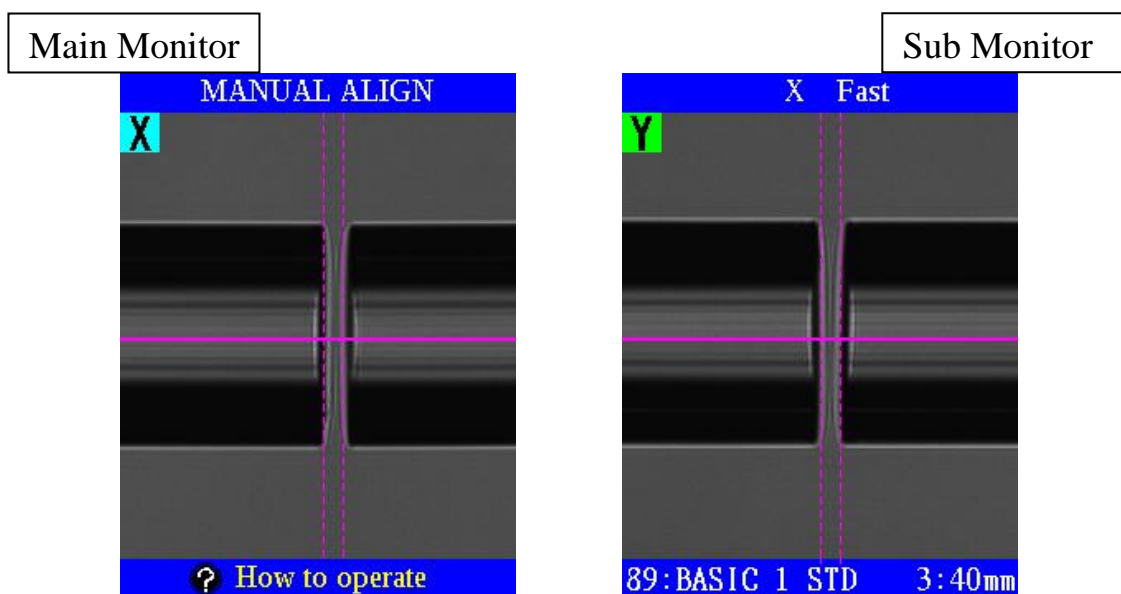 Main Monitor
Sub Monitor
MANUAL ALIGN
X Fast
X
Y
? How to operate
89:BASIC 1 STD 3:40mm